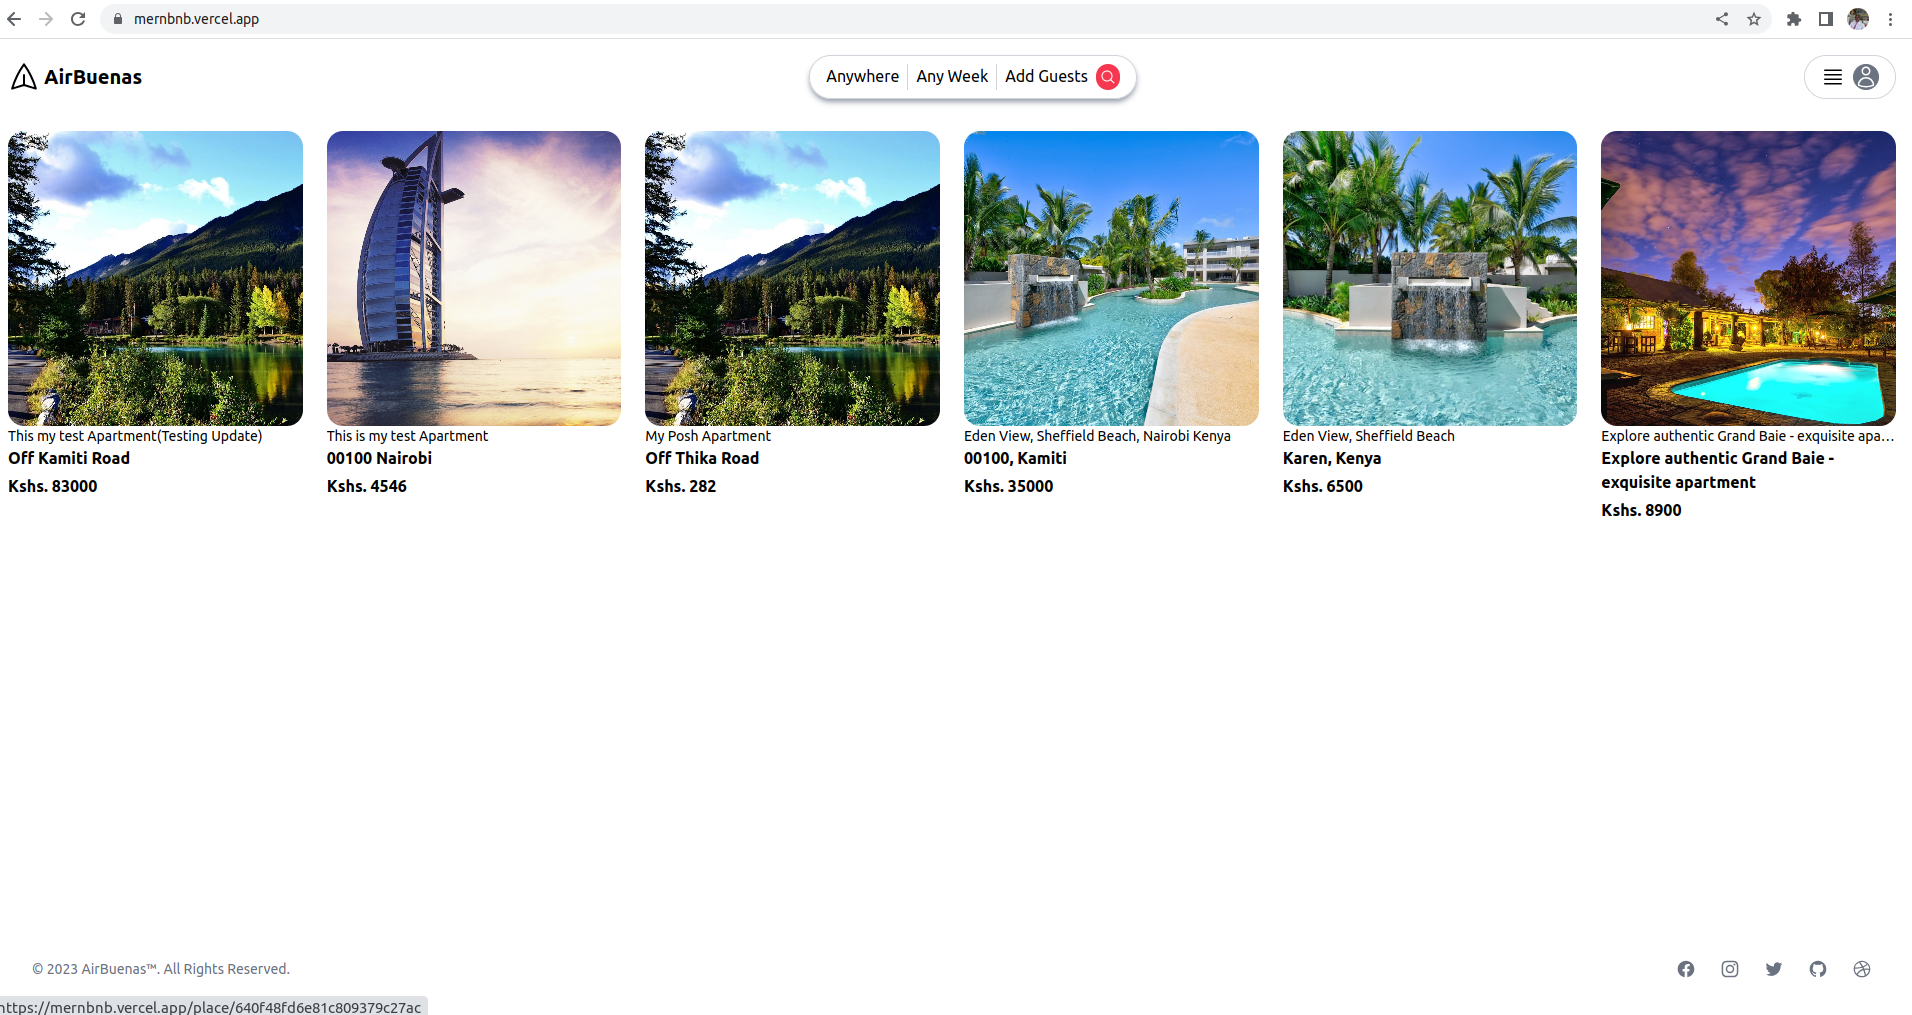 mernbnb.vercel.app
AirBuenas
Anywhere
Any Week
Add Guests
This my test Apartment(Testing Update)
Off Kamiti Road
Kshs. 83000
This is my test Apartment
00100 Nairobi
Kshs. 4546
My Posh Apartment
Off Thika Road
Kshs. 282
Eden View, Sheffield Beach, Nairobi Kenya
00100, Kamiti
Kshs. 35000
Eden View, Sheffield Beach
Karen, Kenya
Kshs. 6500
Explore authentic Grand Baie - exquisite apa...
Explore authentic Grand Baie -
exquisite apartment
Kshs. 8900
© 2023 AirBuenas™. All Rights Reserved.
https://mernbnb.vercel.app/place/640f48fd6e81c809379c27ac